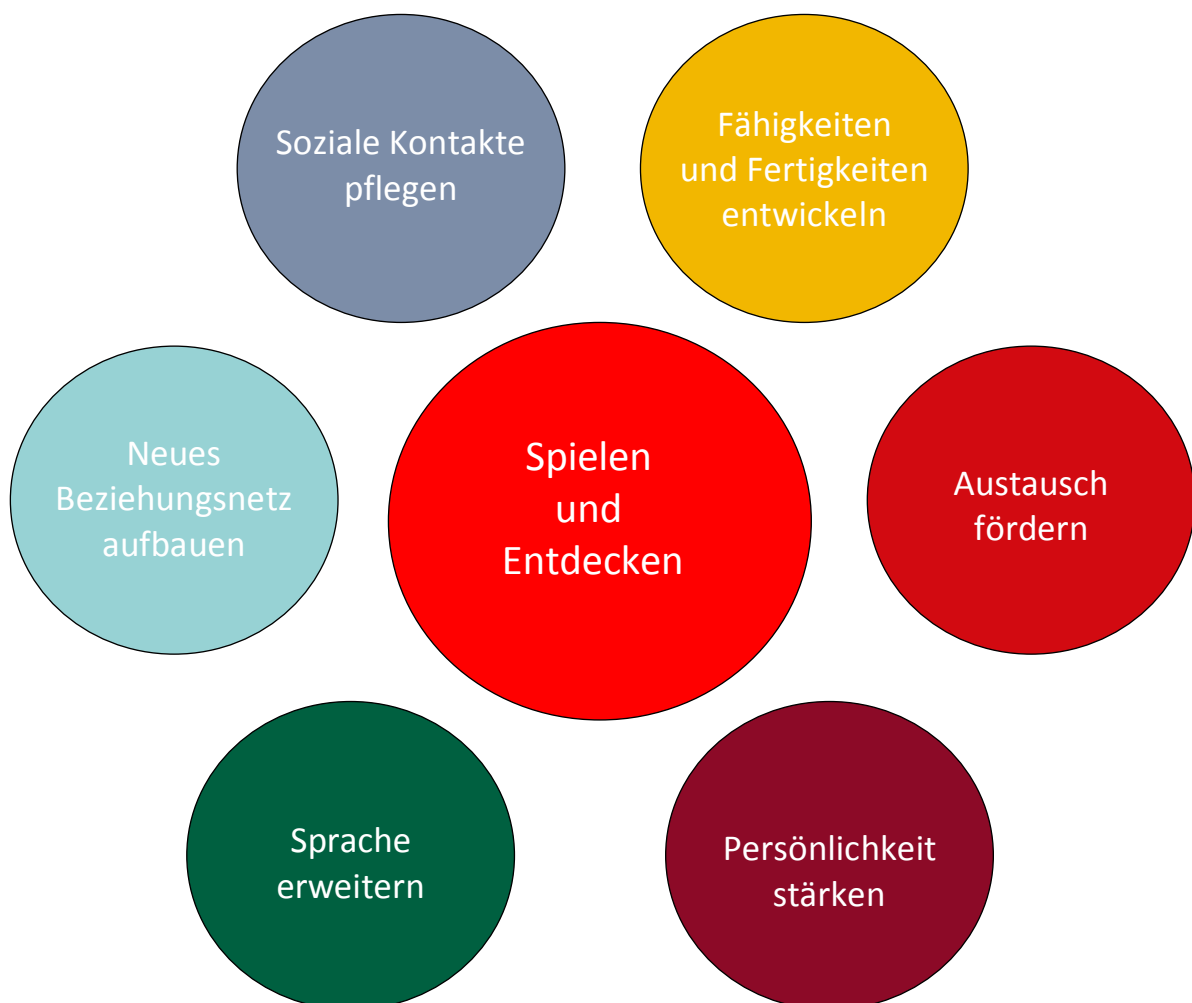 Soziale Kontakte
pflegen
Fähigkeiten
und Fertigkeiten
entwickeln
Neues
Beziehungsnetz
aufbauen
Spielen
und
Entdecken
Austausch
fördern
Sprache
erweitern
Persönlichkeit
stärken